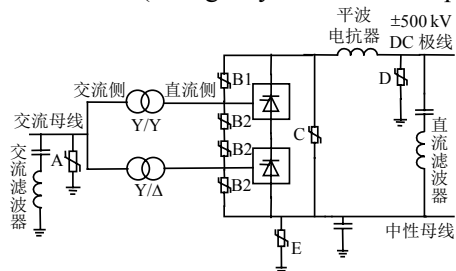 (
平波
电抗器
±500 kV
DC 极线
交流侧
直流侧
B1
D
交流母线
Y/Y
B2
C
A
B2
交流滤波器
直流滤波器
B2
Y/Δ
中性母线
E